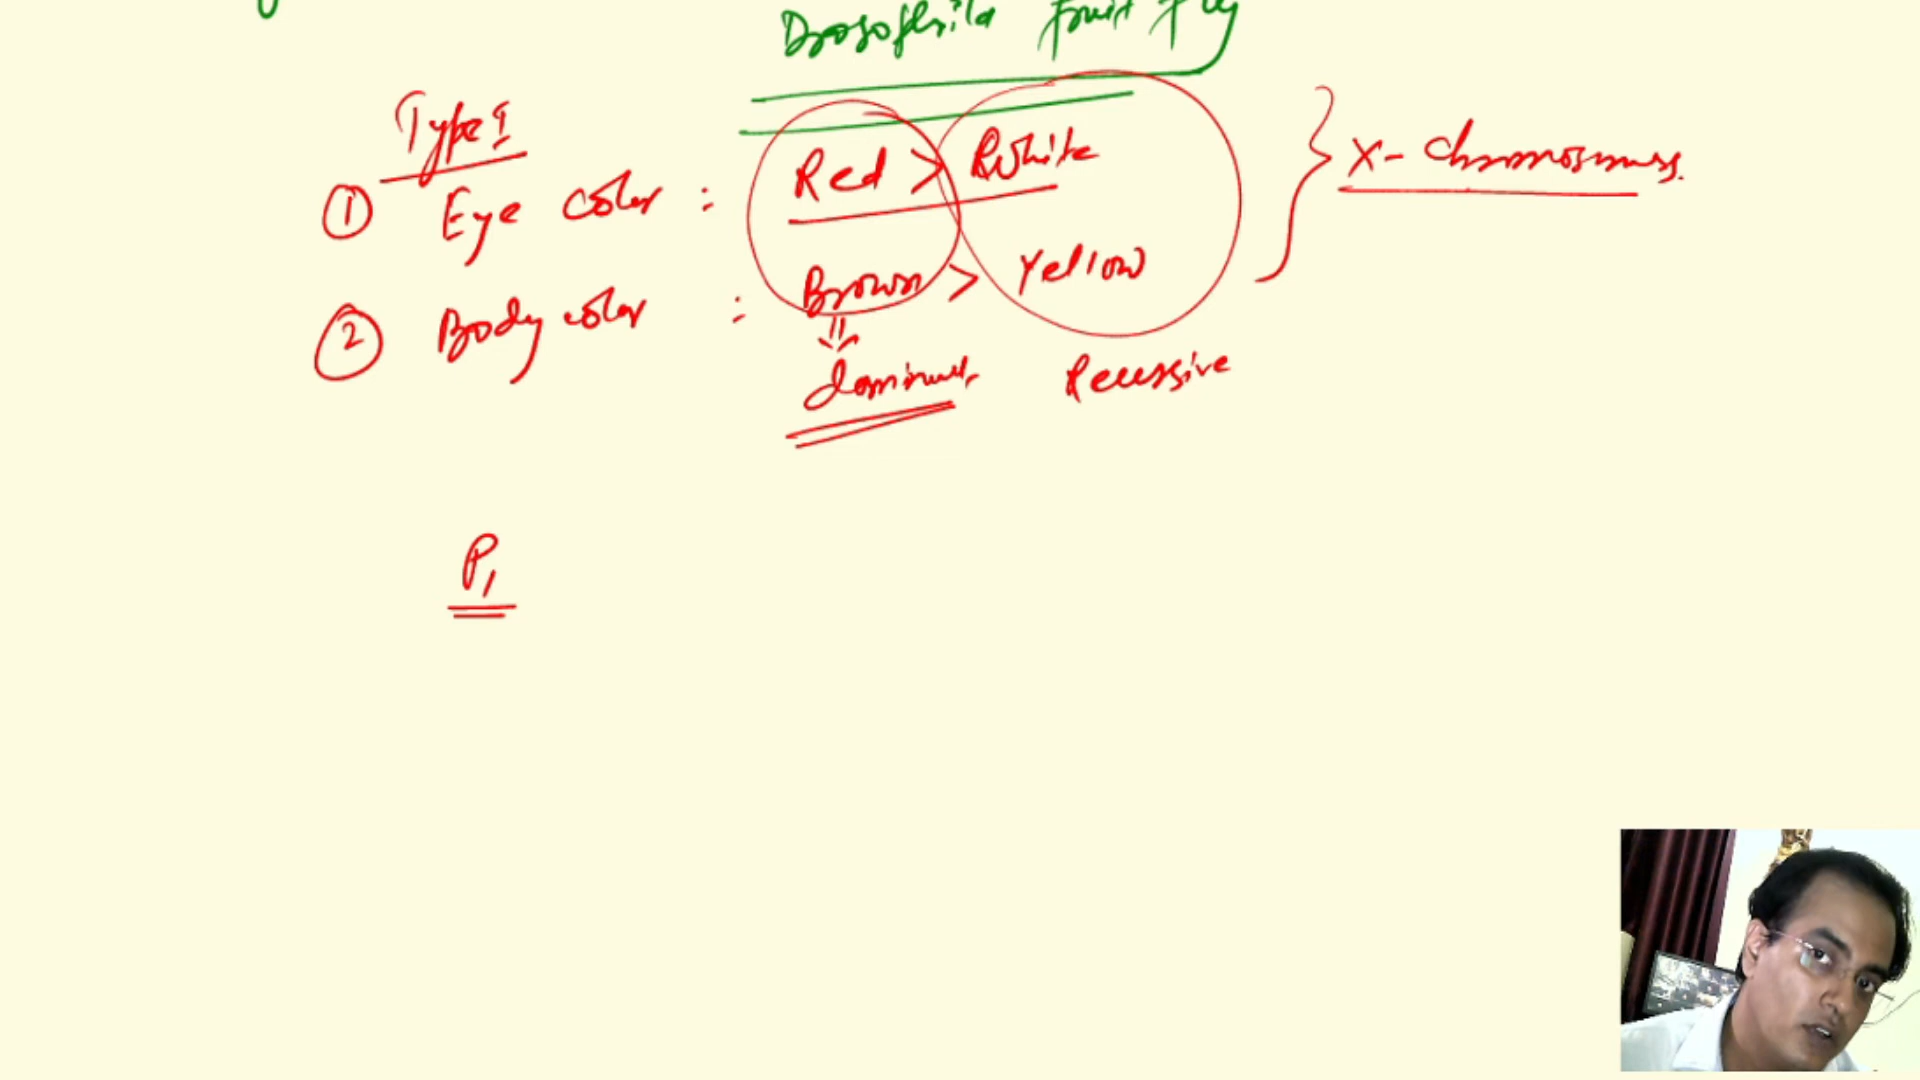 Drosophila fruit fly
Type I
① Eye color : Red > White } X- chromosomes.
② Body color : Brown > Yellow
dominant Recessive
P1